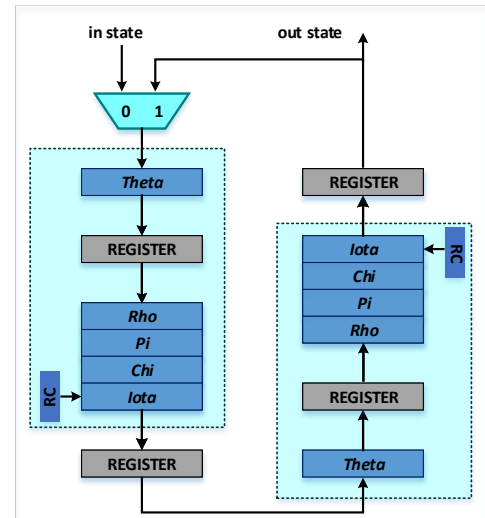 in state
out state
0 1
Theta
REGISTER
Rho
Pi
Chi
Iota
RC
REGISTER
REGISTER
Iota
RC
Chi
Pi
Rho
REGISTER
Theta